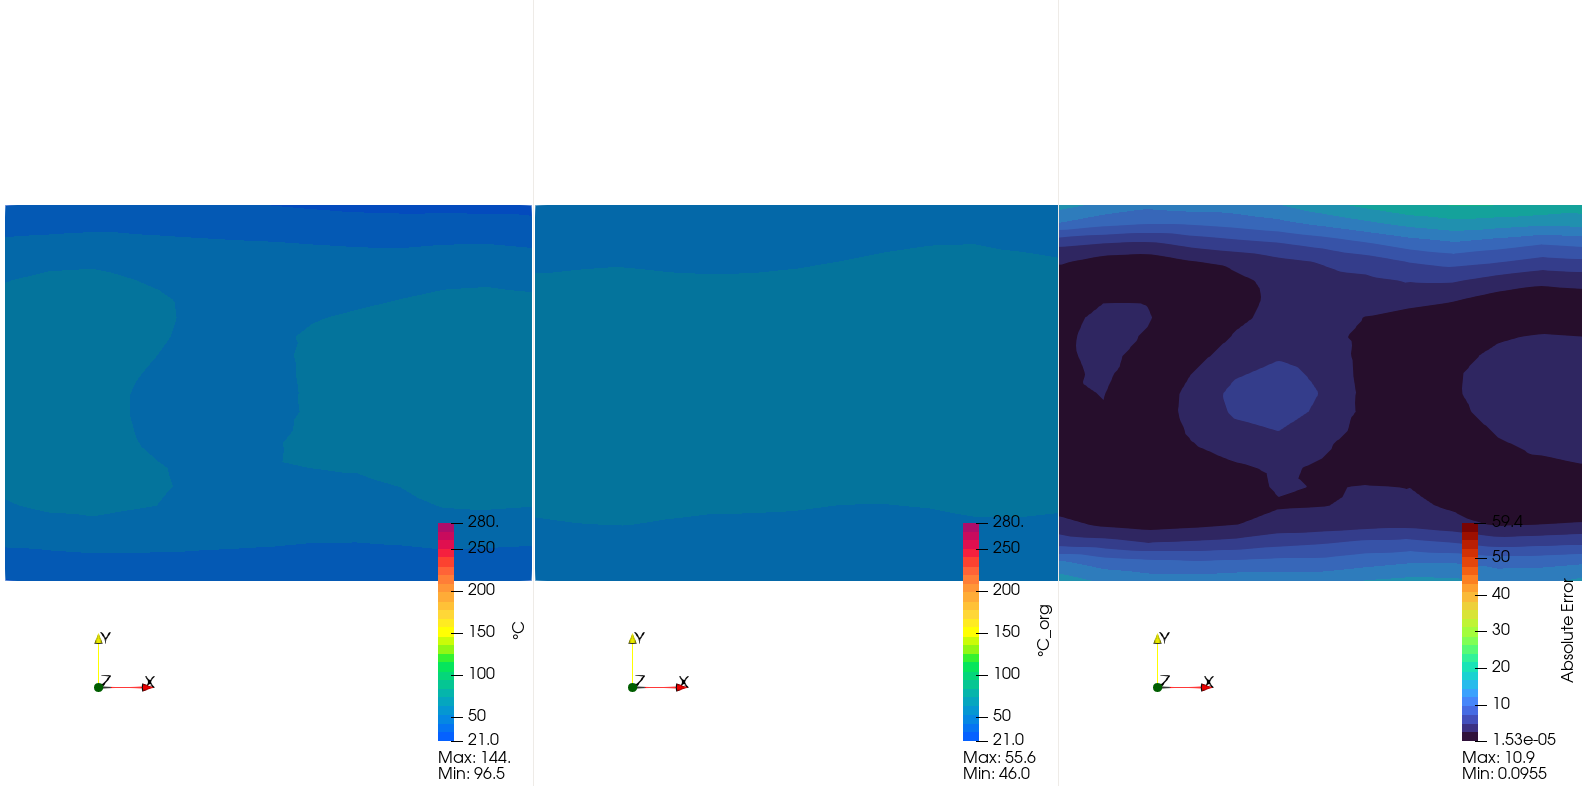 280.
250
200
150
100
50
21.0
°C
Max: 144.
Min: 96.5
Y
Z
X
280.
250
200
150
100
50
21.0
°C_org
Max: 55.6
Min: 46.0
Y
Z
X
59.4
50
40
30
20
10
1.53e-05
Absolute Error
Max: 10.9
Min: 0.0955
Y
Z
X